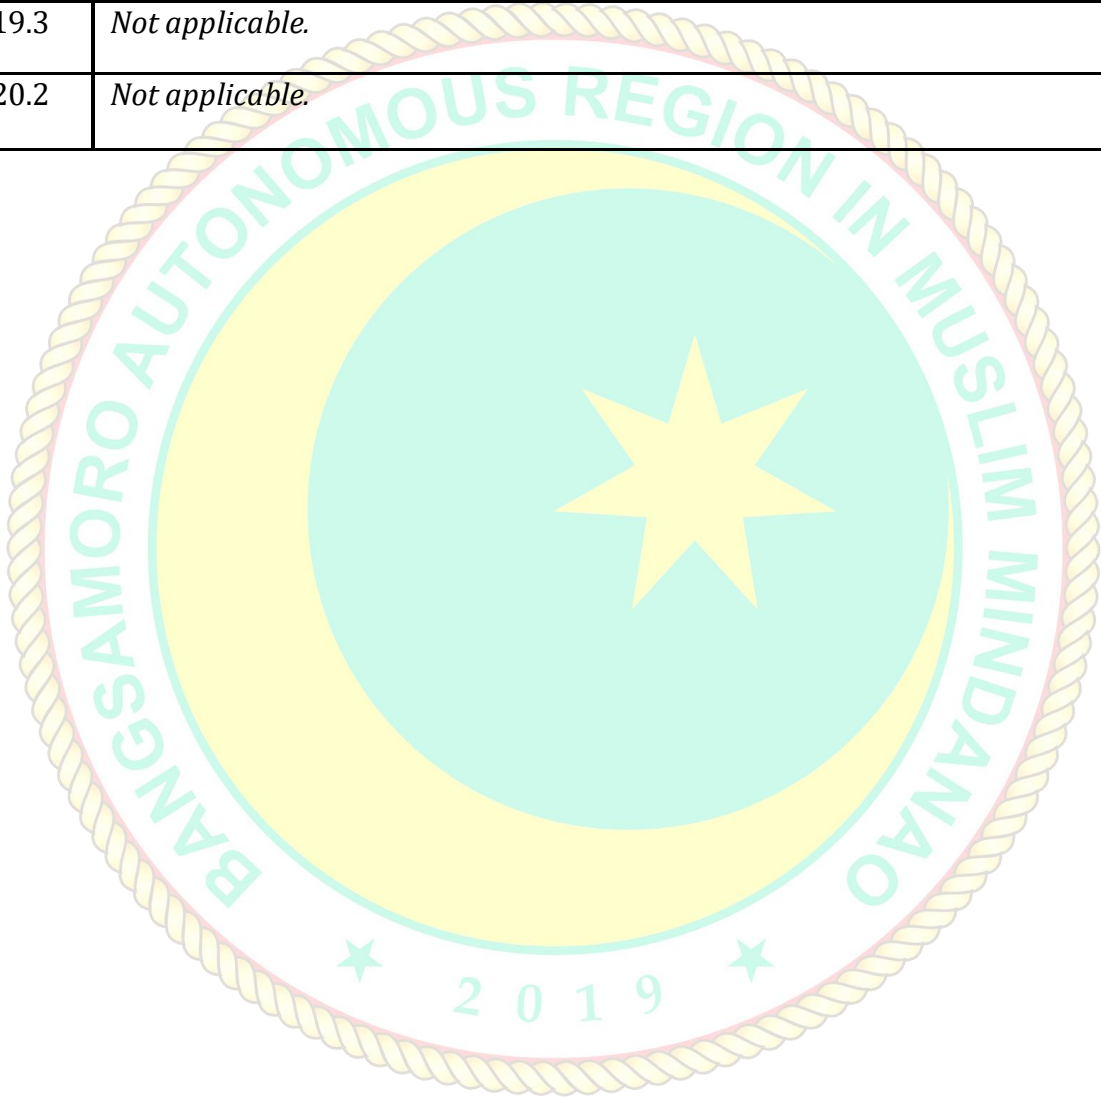 19.3 Not applicable.
20.2 Not applicable.
BANGSAMORO AUTONOMOUS REGION IN MUSLIM MINDANAO
2019